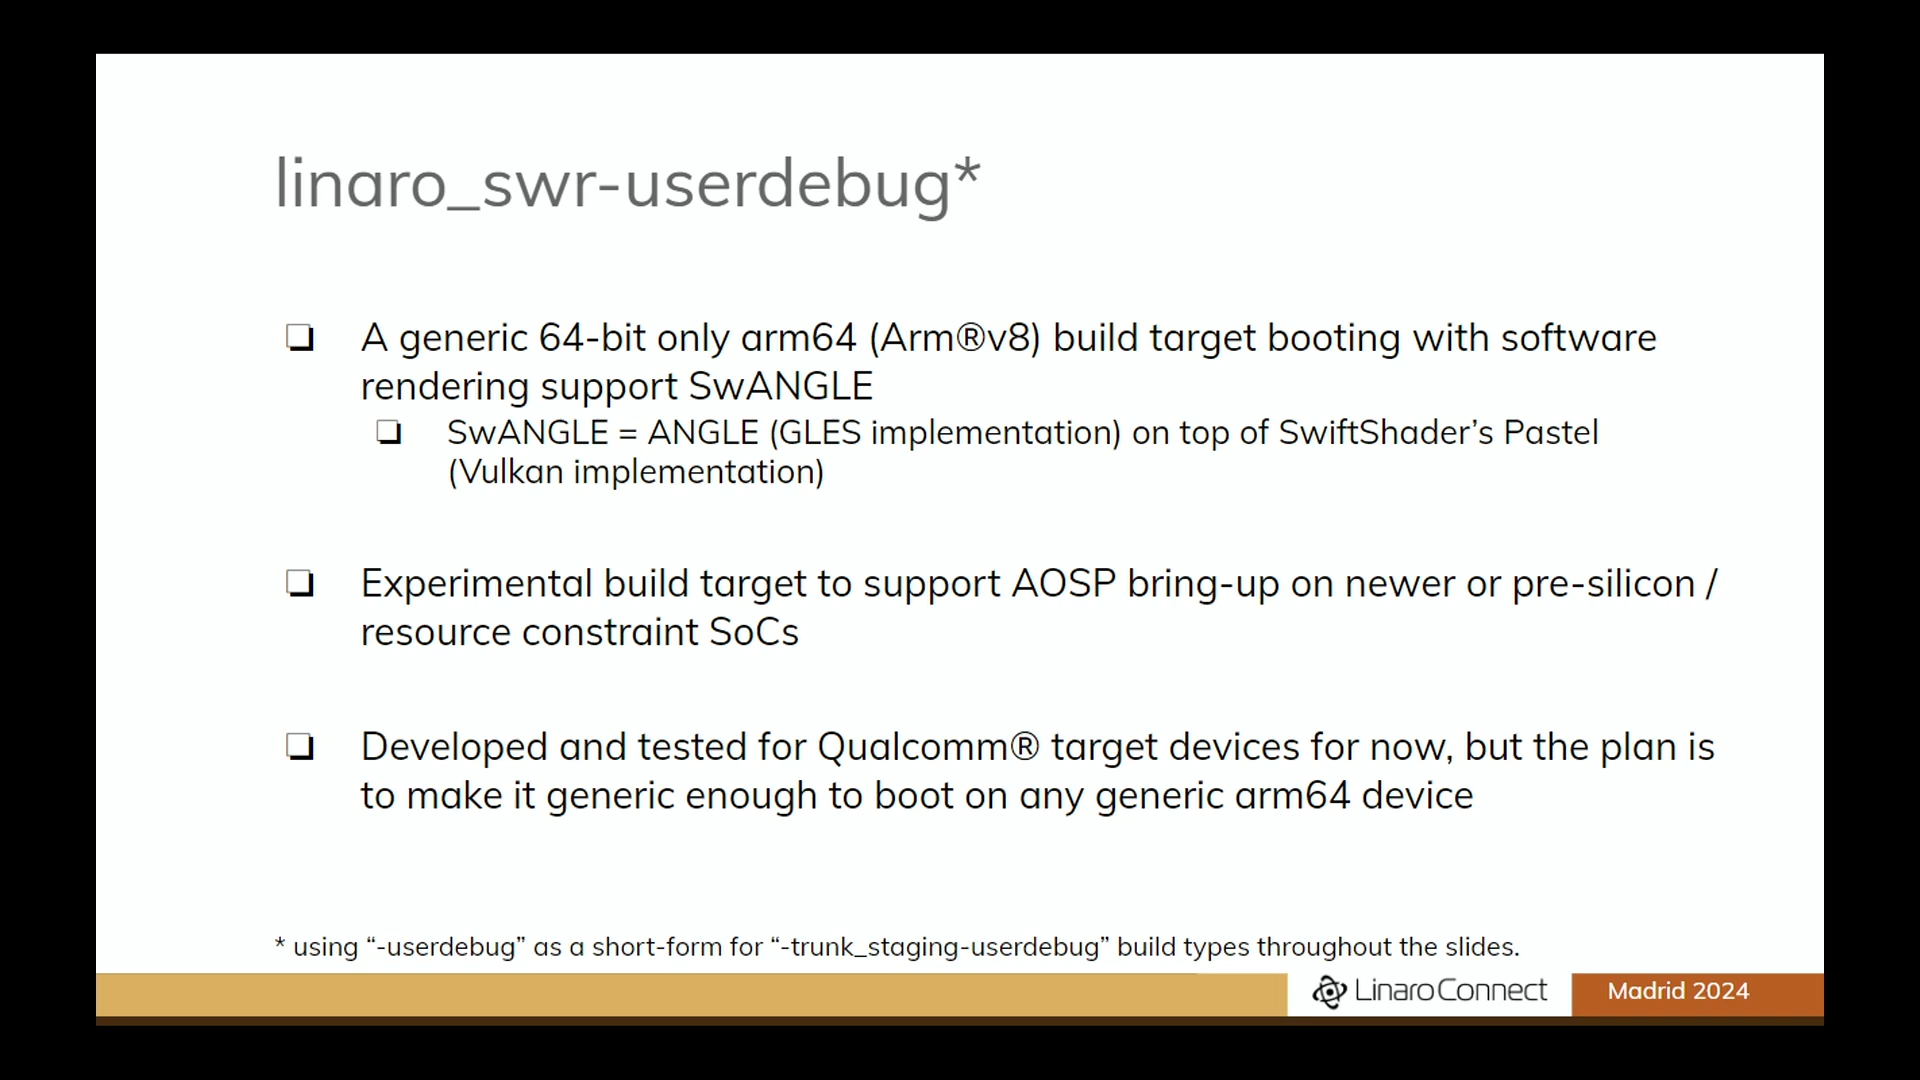 linaro_swr-userdebug*
❏ A generic 64-bit only arm64 (Arm®v8) build target booting with software
rendering support SwANGLE
❏ SwANGLE = ANGLE (GLES implementation) on top of SwiftShader’s Pastel
(Vulkan implementation)
❏ Experimental build target to support AOSP bring-up on newer or pre-silicon /
resource constraint SoCs
❏ Developed and tested for Qualcomm® target devices for now, but the plan is
to make it generic enough to boot on any generic arm64 device
* using “-userdebug” as a short-form for “-trunk_staging-userdebug” build types throughout the slides.
LinaroConnect
Madrid 2024